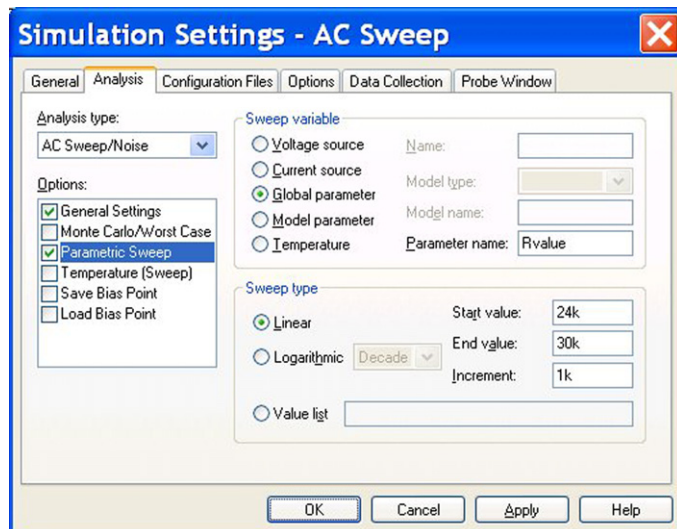 Simulation Settings - AC Sweep
General Analysis Configuration Files Options Data Collection Probe Window
Analysis type:
AC Sweep/Noise
Options:
General Settings
Monte Carlo/Worst Case
Parametric Sweep
Temperature (Sweep)
Save Bias Point
Load Bias Point
Sweep variable
Voltage source
Current source
Global parameter
Model parameter
Temperature
Name:
Model type:
Model name:
Parameter name: Rvalue
Sweep type
Linear
Logarithmic Decade
Value list
Start value: 24k
End value: 30k
Increment: 1k
OK Cancel Apply Help